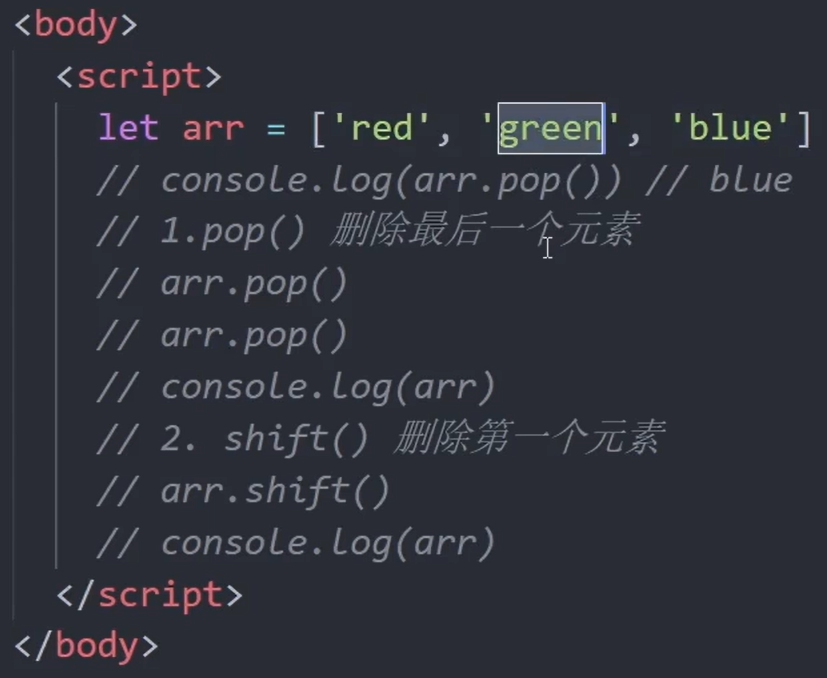 <body>
<script>
let arr = ['red', 'green', 'blue']
// console.log(arr.pop()) // blue
// 1.pop() 删除最后一个元素
// arr.pop()
// arr.pop()
// console.log(arr)
// 2. shift() 删除第一个元素
// arr.shift()
// console.log(arr)
</script>
</body>